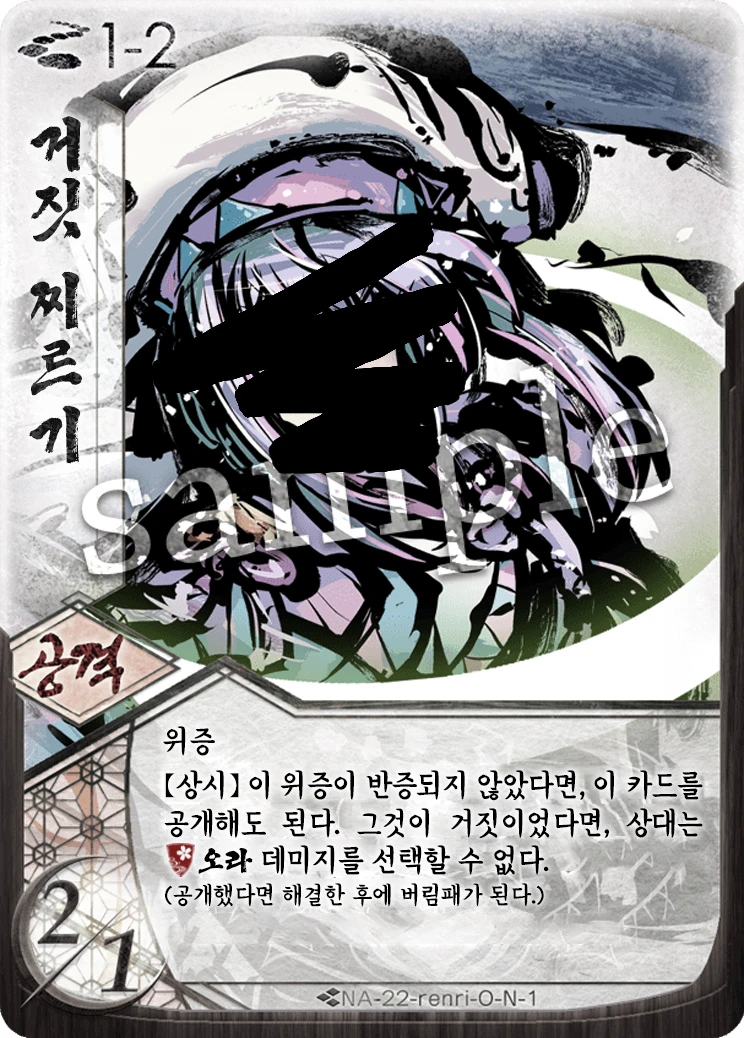 1-2
거짓 찌르기
sample
공격
위증
【상시】 이 위증이 반증되지 않았다면, 이 카드를
공개해도 된다. 그것이 거짓이었다면, 상대는
오라 데미지를 선택할 수 없다.
(공개했다면 해결한 후에 버림패가 된다.)
2/1
NA-22-renri-O-N-1